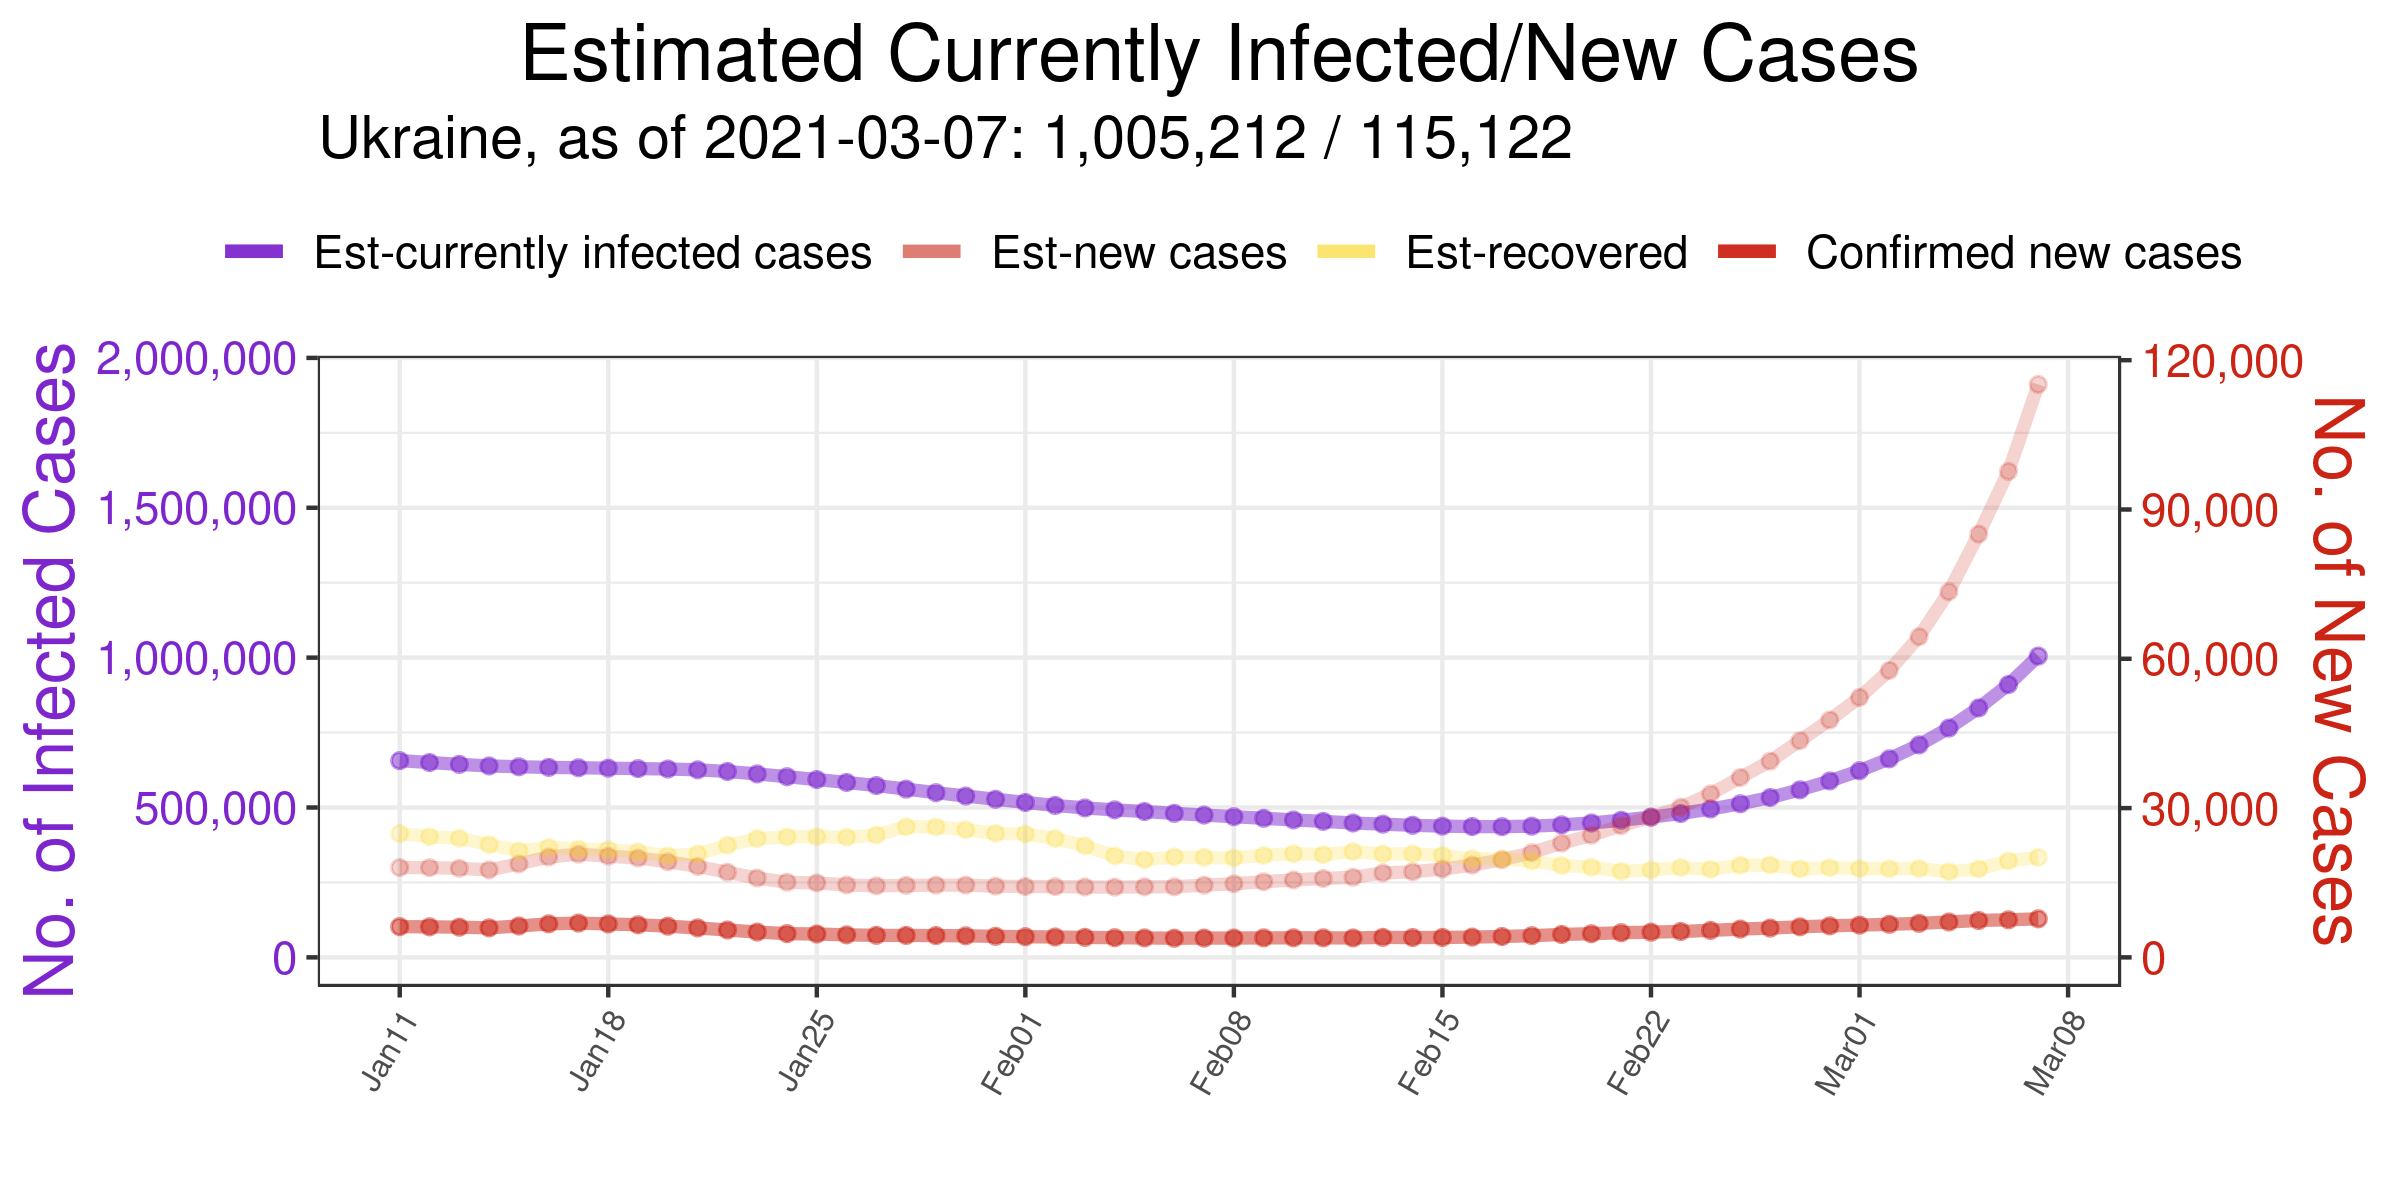 Estimated Currently Infected/New Cases
Ukraine, as of 2021-03-07: 1,005,212 / 115,122
Est-currently infected cases Est-new cases Est-recovered Confirmed new cases
No. of Infected Cases
2,000,000
1,500,000
1,000,000
500,000
0
120,000
90,000
60,000
30,000
0
No. of New Cases
Jan11 Jan18 Jan25 Feb01 Feb08 Feb15 Feb22 Mar01 Mar08